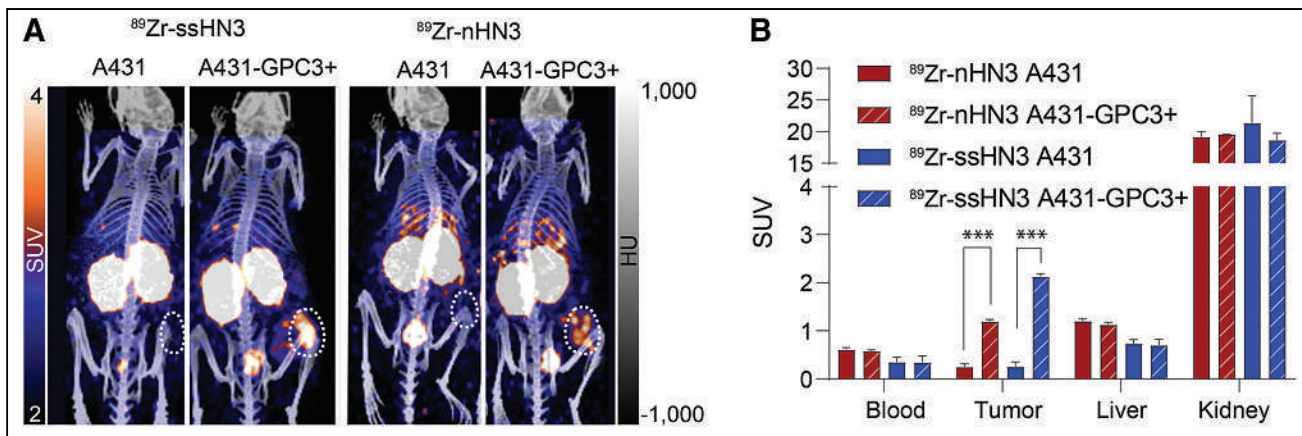 A
⁸⁹Zr-ssHN3
⁸⁹Zr-nHN3
A431
A431-GPC3+
A431
A431-GPC3+
4
SUV
2
1,000
HU
-1,000
B
⁸⁹Zr-nHN3 A431
⁸⁹Zr-nHN3 A431-GPC3+
⁸⁹Zr-ssHN3 A431
⁸⁹Zr-ssHN3 A431-GPC3+
SUV
30
25
20
15
4
3
2
1
0
***
***
Blood
Tumor
Liver
Kidney